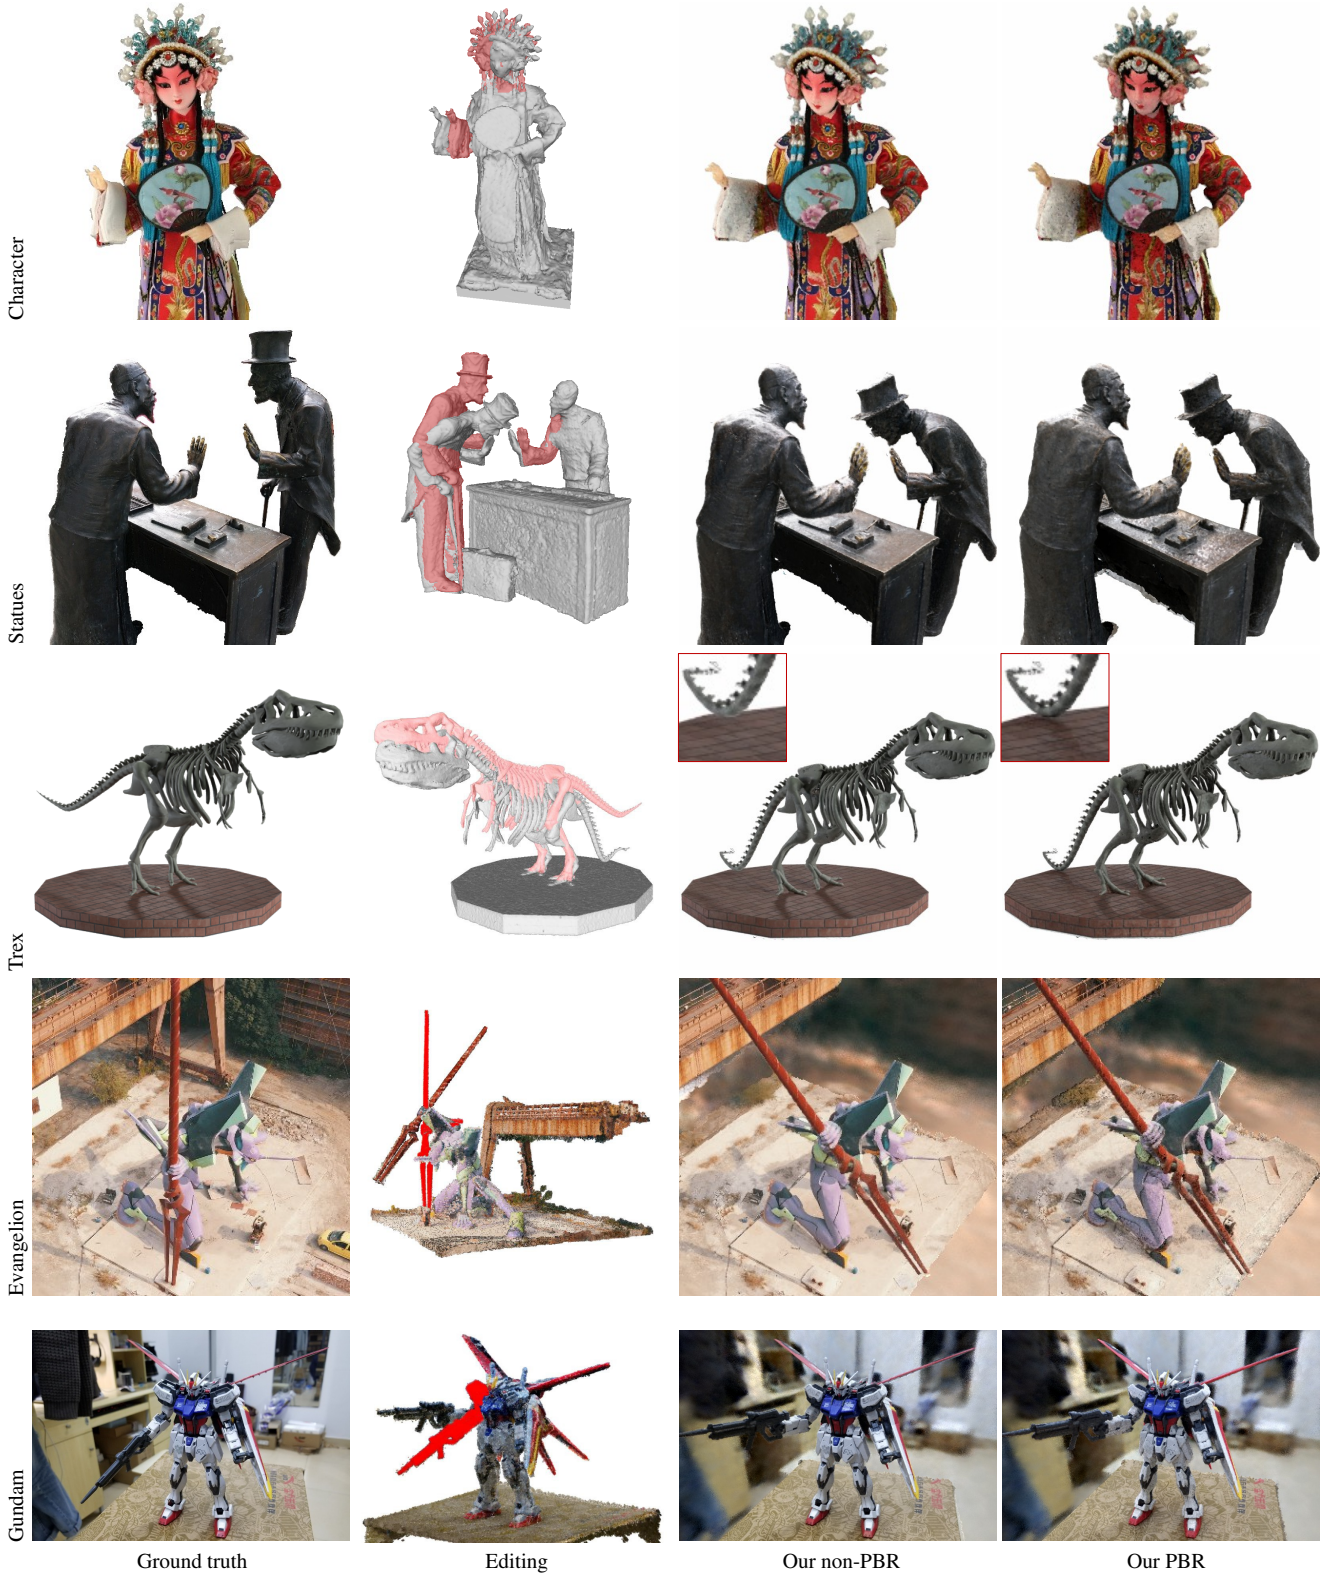 Character
Statues
Trex
Evangelion
Gundam
Ground truth
Editing
Our non-PBR
Our PBR